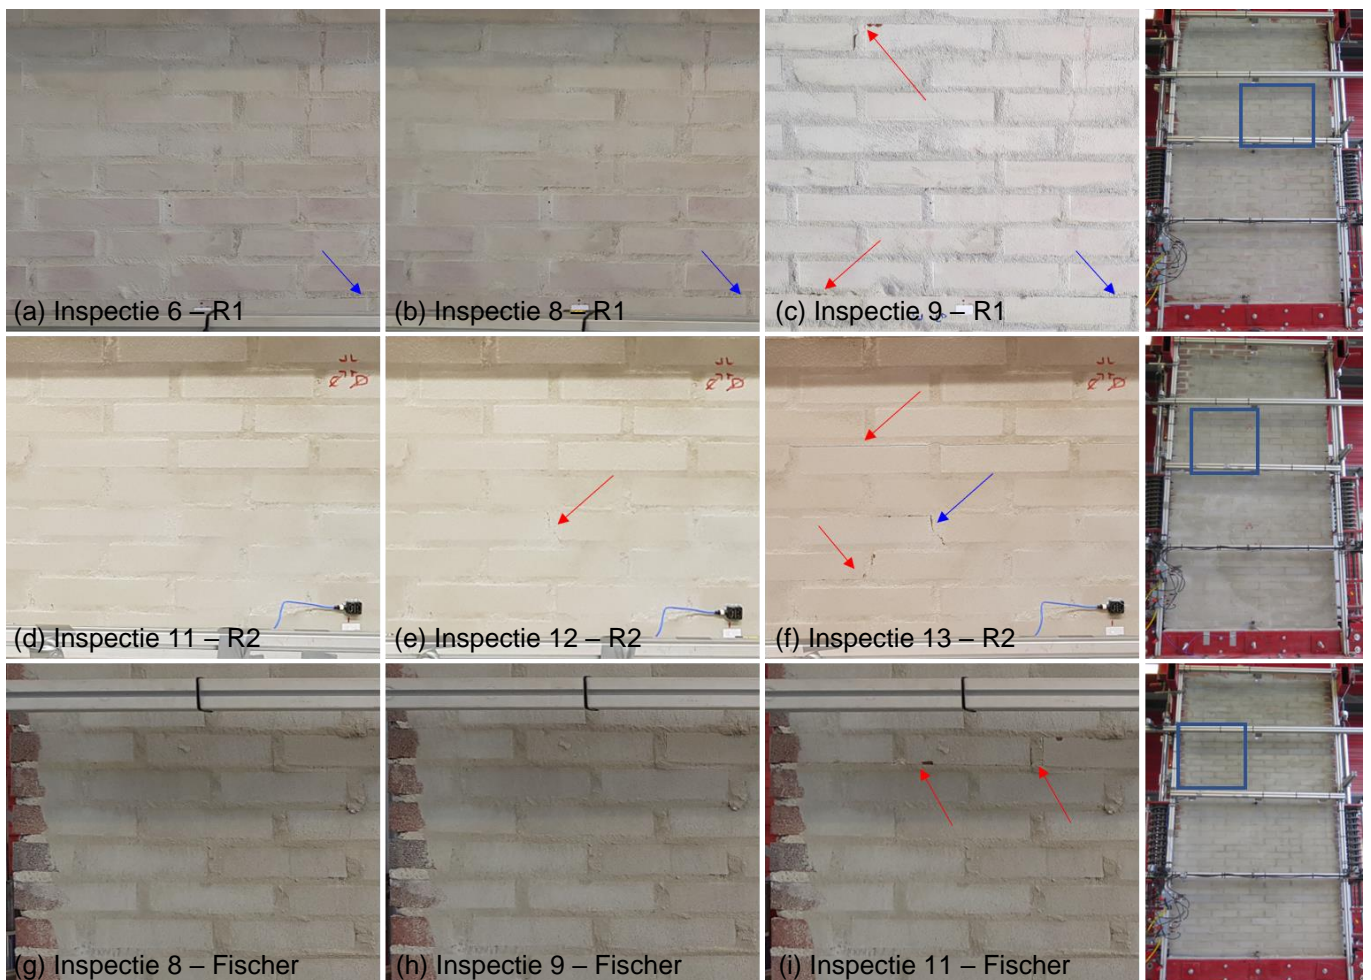 (a) Inspectie 6 – R1
(b) Inspectie 8 – R1
(c) Inspectie 9 – R1
(d) Inspectie 11 – R2
(e) Inspectie 12 – R2
(f) Inspectie 13 – R2
(g) Inspectie 8 – Fischer
(h) Inspectie 9 – Fischer
(i) Inspectie 11 – Fischer